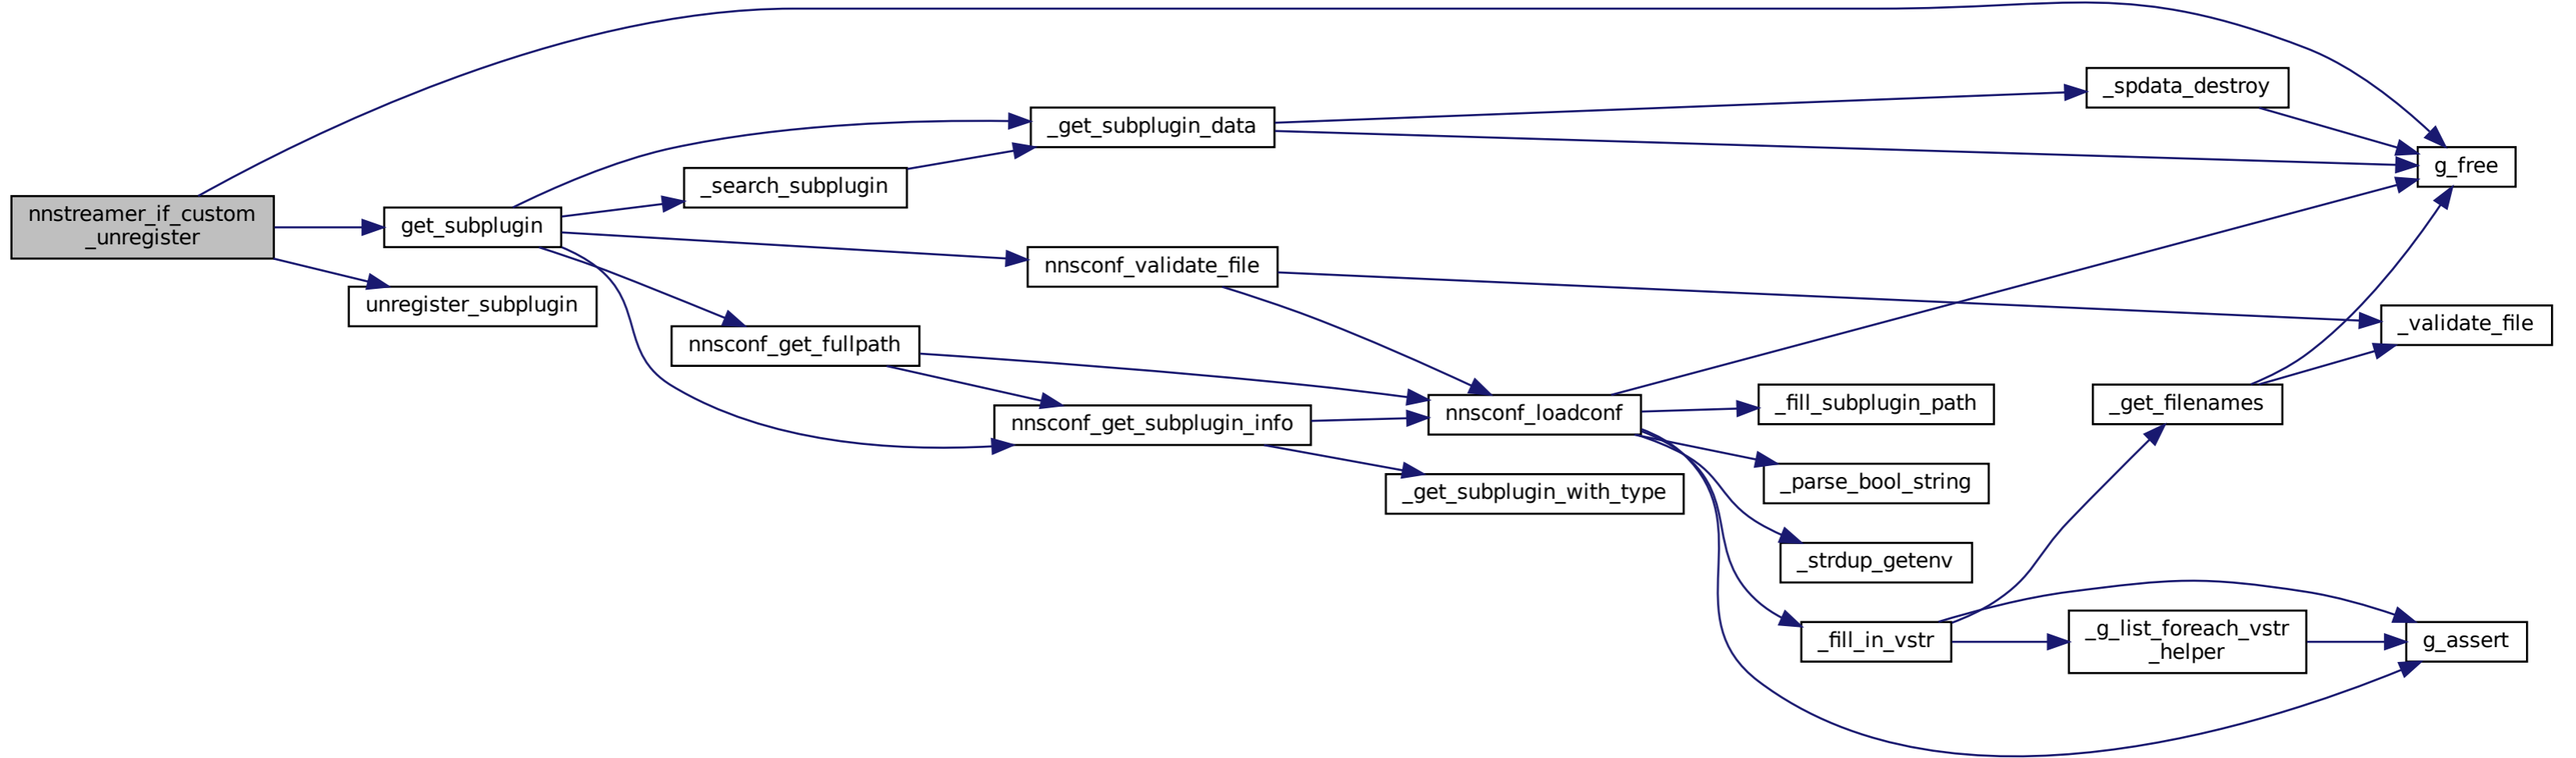 nnstreamer_if_custom
_unregister
get_subplugin
unregister_subplugin
_get_subplugin_data
_search_subplugin
nnsconf_validate_file
nnsconf_get_fullpath
nnsconf_get_subplugin_info
nnsconf_loadconf
_get_subplugin_with_type
_spdata_destroy
g_free
_validate_file
_get_filenames
_fill_subplugin_path
_parse_bool_string
_strdup_getenv
_fill_in_vstr
_g_list_foreach_vstr
_helper
g_assert